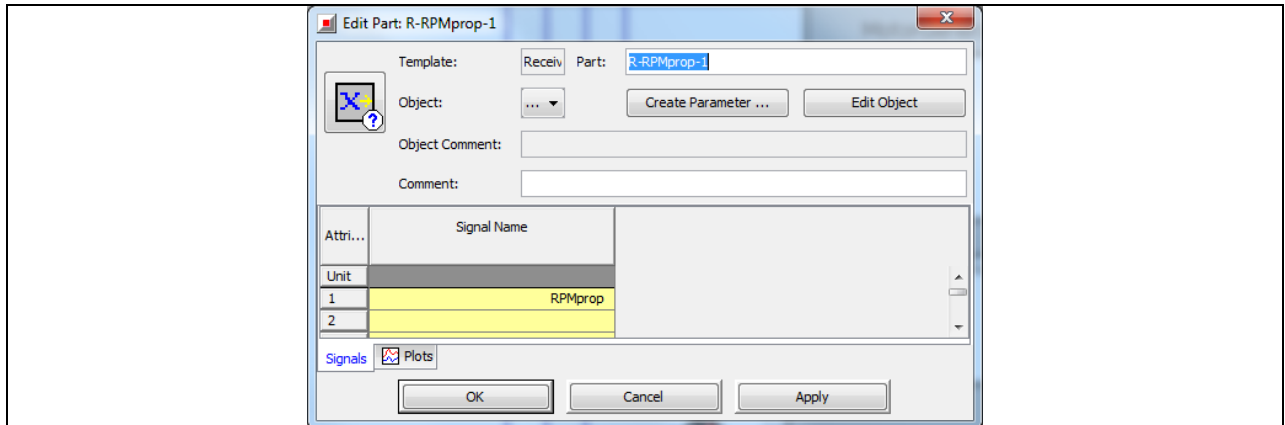 Edit Part: R-RPMprop-1
Template: Receiv Part: R-RPMprop-1
Object: ... Create Parameter ... Edit Object
Object Comment:
Comment:
Attri... Signal Name
Unit
1 RPMprop
2
Signals Plots
OK Cancel Apply